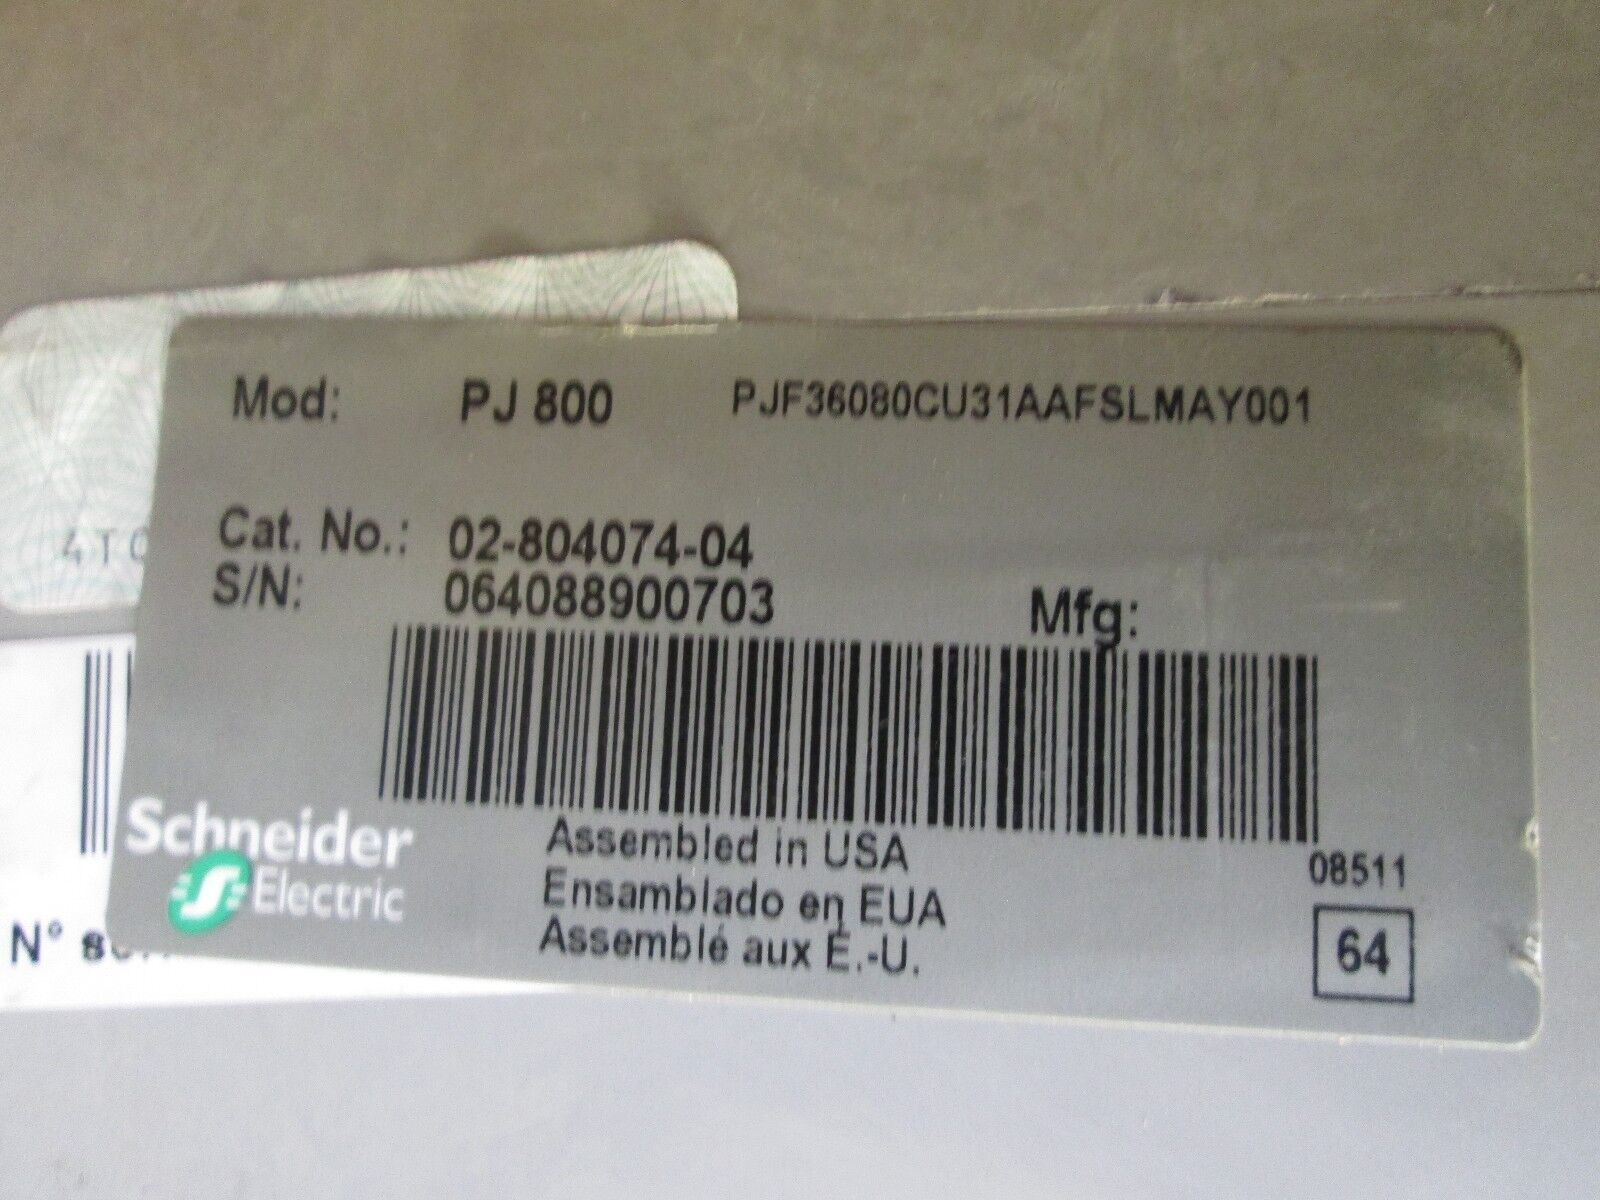 Mod: PJ 800 PJF36080CU31AAFSLMAY001
4T
Cat. No.: 02-804074-04
S/N: 064088900703
Mfg:
Schneider
Electric
Assembled in USA
Ensamblado en EUA
Assemblé aux É.-U.
08511
64
N°